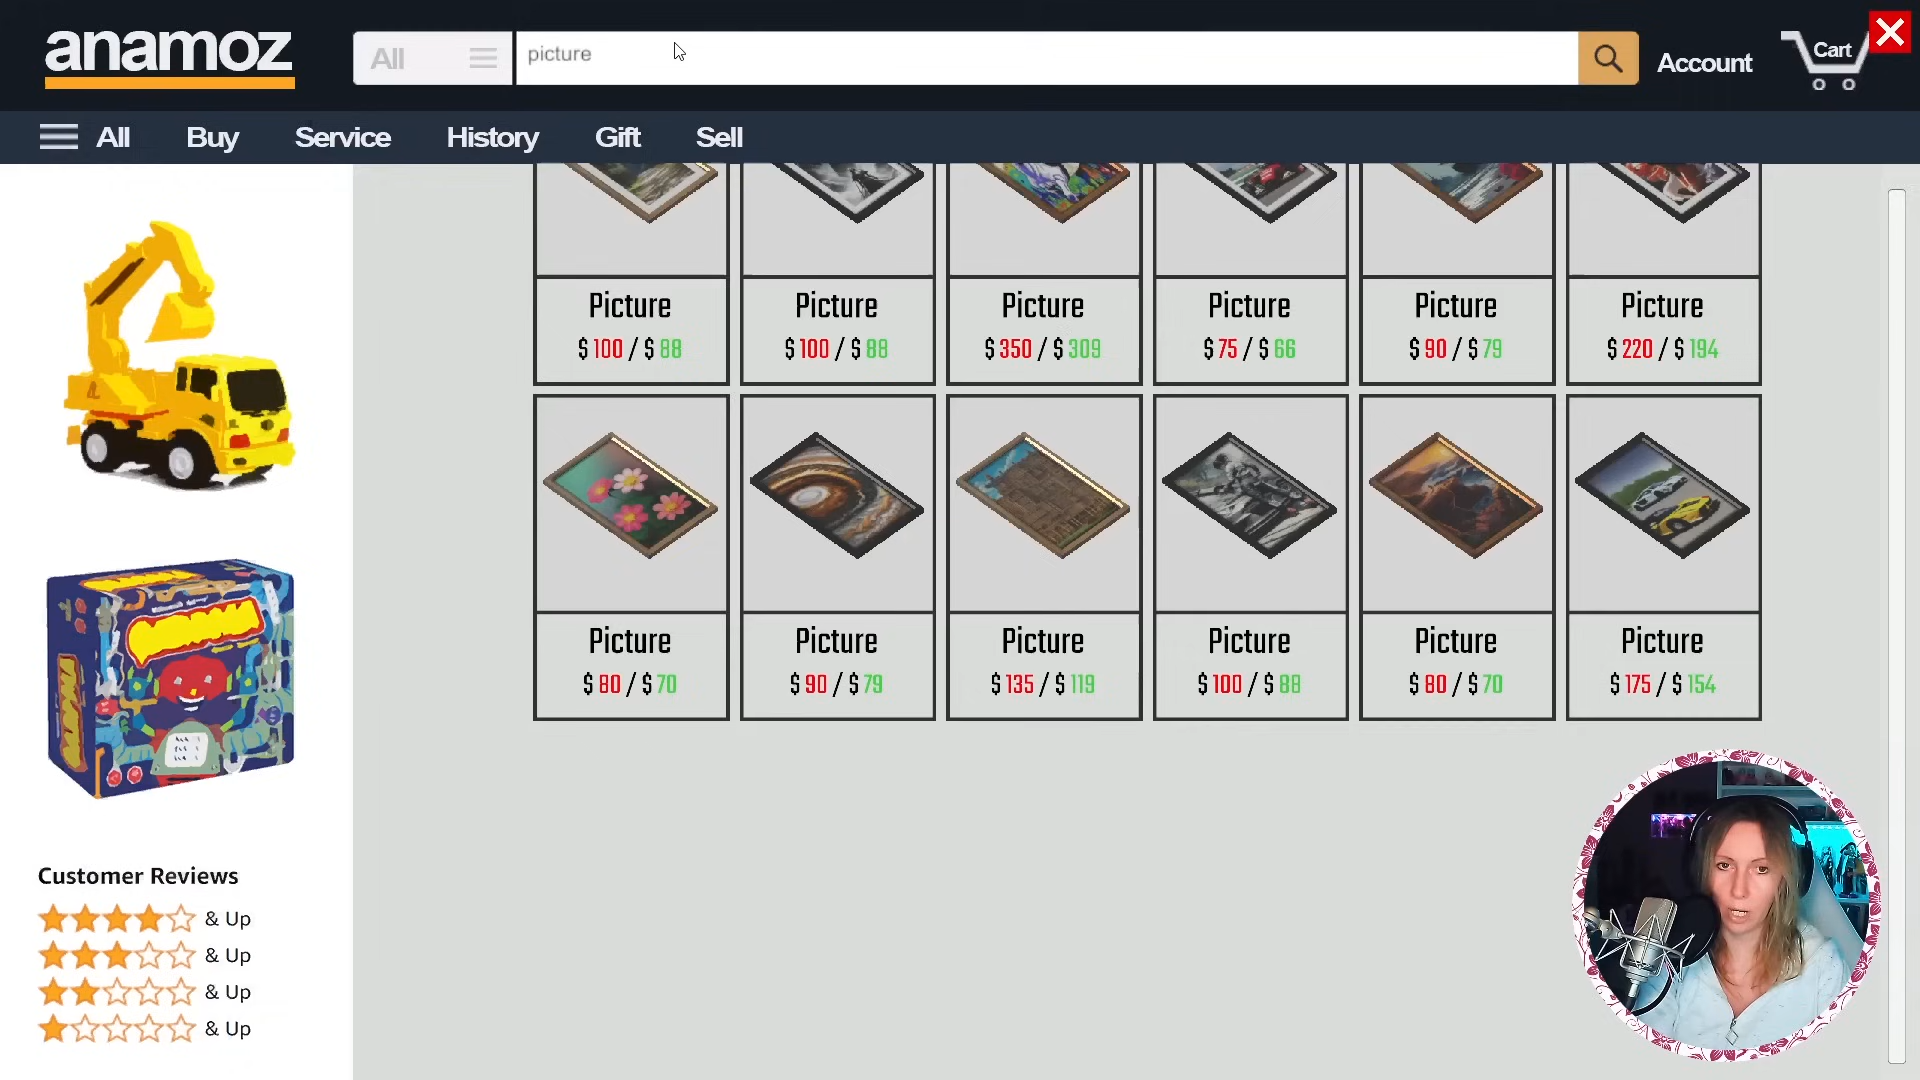 anamoz
All
picture
Account
Cart
All
Buy
Service
History
Gift
Sell
Picture
$ 100 / $ 88
Picture
$ 100 / $ 88
Picture
$ 350 / $ 309
Picture
$ 75 / $ 66
Picture
$ 90 / $ 79
Picture
$ 220 / $ 194
Picture
$ 80 / $ 70
Picture
$ 90 / $ 79
Picture
$ 135 / $ 119
Picture
$ 100 / $ 88
Picture
$ 80 / $ 70
Picture
$ 175 / $ 154
Customer Reviews
& Up
& Up
& Up
& Up